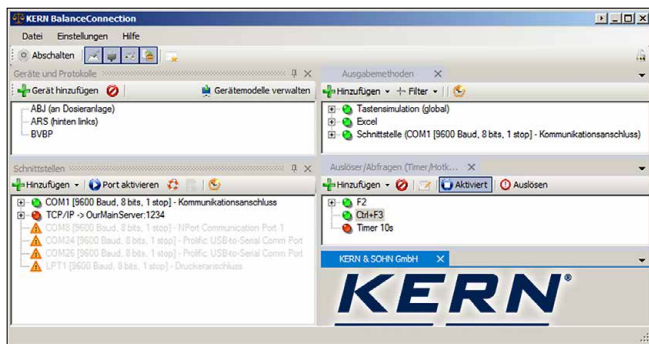 KERN BalanceConnection
Datei Einstellungen Hilfe
Abschalten
Geräte und Protokolle
Gerät hinzufügen Gerätemodelle verwalten
ABJ (an Dosieranlage)
ARS (hinten links)
BVBP
Ausgabemethoden
Hinzufügen Filter
Tastensimulation (global)
Excel
Schnittstelle (COM1 [9600 Baud, 8 bits, 1 stop] - Kommunikationsanschluss)
Schnittstellen
Hinzufügen Port aktivieren
COM1 [9600 Baud, 8 bits, 1 stop] - Kommunikationsanschluss
TCP/IP -> OurMainServer:1234
COM8 [9600 Baud, 8 bits, 1 stop] - NPort Communication Port 1
COM24 [9600 Baud, 8 bits, 1 stop] - Prolific USB-to-Serial Comm Port
COM26 [9600 Baud, 8 bits, 1 stop] - Prolific USB-to-Serial Comm Port
LPT1 [9600 Baud, 8 bits, 1 stop] - Druckeranschluss
Auslöser/Abfragen (Timer/Hotk...
Hinzufügen Aktiviert Auslösen
F2
Ctrl+F3
Timer 10s
KERN & SOHN GmbH
KERN®